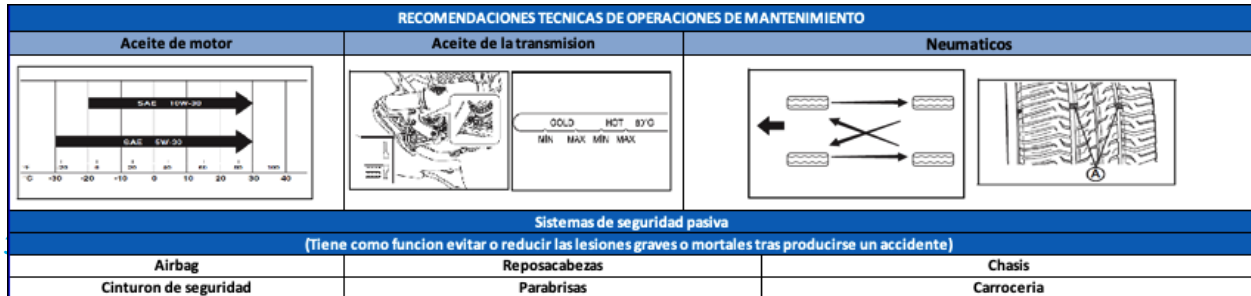 RECOMENDACIONES TECNICAS DE OPERACIONES DE MANTENIMIENTO
Aceite de motor
Aceite de la transmision
Neumaticos
SAE 10W-30
SAE 5W-30
°C -30 -20 -10 0 10 20 30 40
COLD HOT 80°C
MÍN MAX MÍN MAX
A
Sistemas de seguridad pasiva
(Tiene como funcion evitar o reducir las lesiones graves o mortales tras producirse un accidente)
Airbag Reposacabezas Chasis
Cinturon de seguridad Parabrisas Carroceria